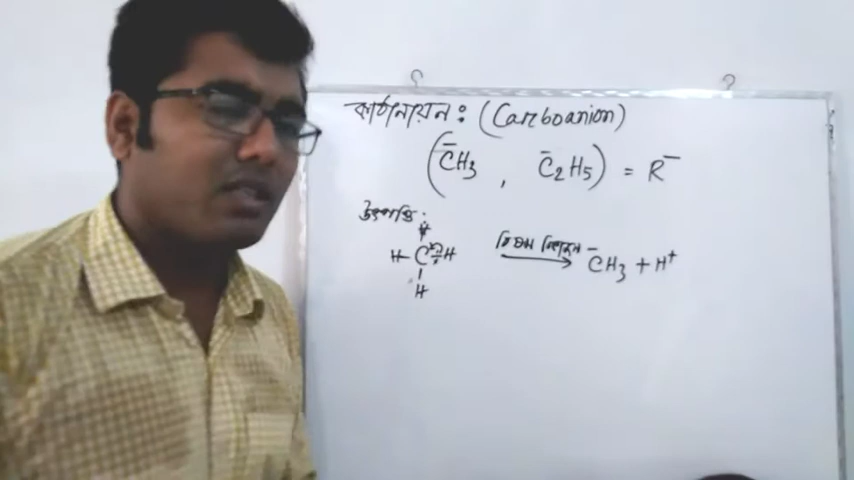 কার্বানায়ন : (Carboanion)
(C̄H₃ , C̄₂H₅) = R⁻
উৎপত্তি :
H
H - C H বিষম বিভাজন C̄H₃ + H⁺
H